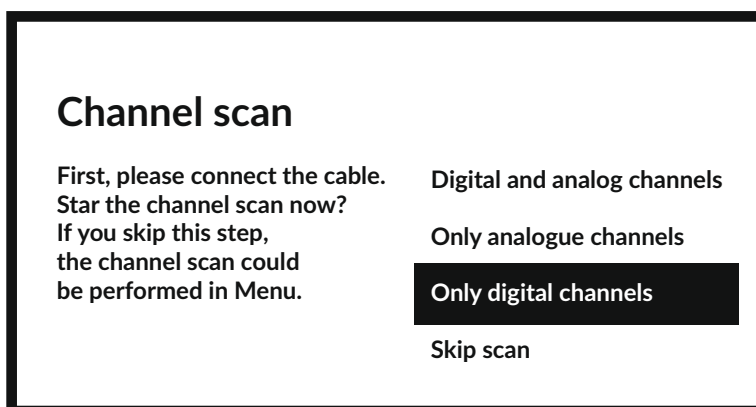 Channel scan
First, please connect the cable.
Star the channel scan now?
If you skip this step,
the channel scan could
be performed in Menu.
Digital and analog channels
Only analogue channels
Only digital channels
Skip scan